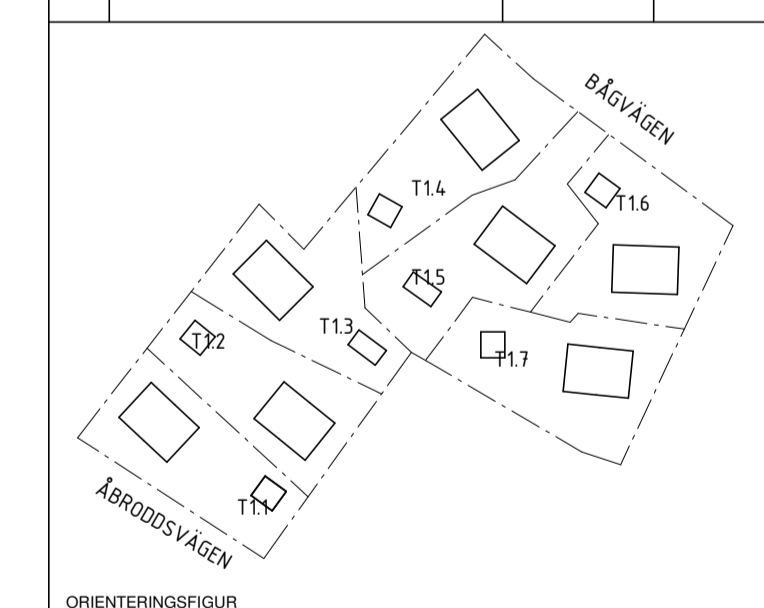 BÅGVÄGEN
T1.4
T1.6
T1.5
T1.3
T1.2
T1.7
T1.1
ÅBRODDSVÄGEN
ORIENTERINGSFIGUR